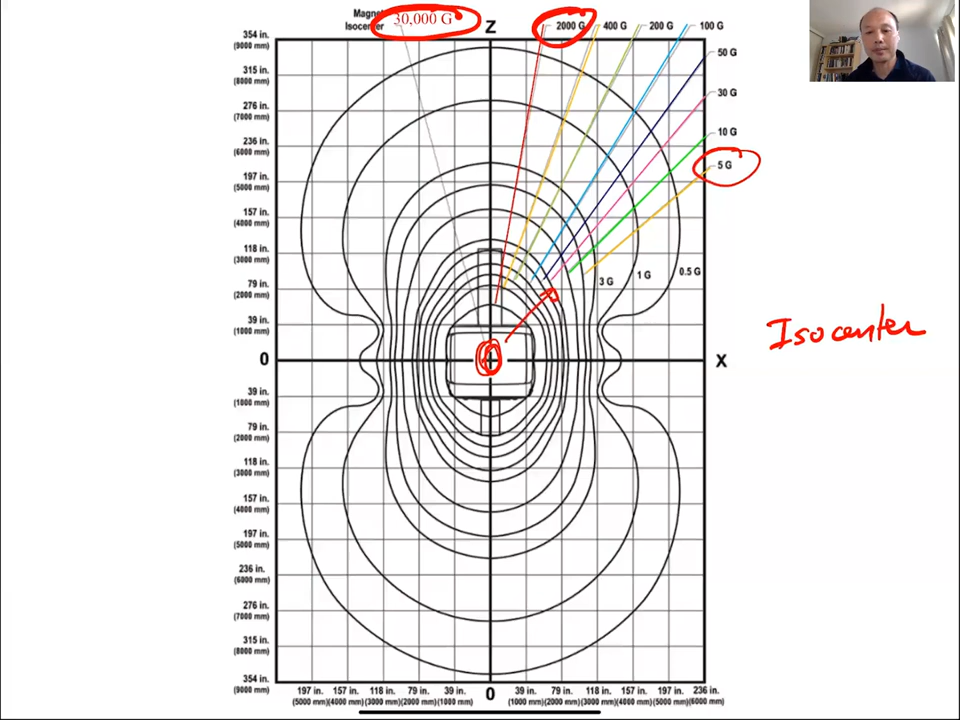 Magne
Isocenter
30,000 G
Z
2000 G
400 G
200 G
100 G
50 G
30 G
10 G
5 G
354 in.
(9000 mm)
315 in.
(8000 mm)
276 in.
(7000 mm)
236 in.
(6000 mm)
197 in.
(5000 mm)
157 in.
(4000 mm)
118 in.
(3000 mm)
79 in.
(2000 mm)
39 in.
(1000 mm)
0
39 in.
(1000 mm)
79 in.
(2000 mm)
118 in.
(3000 mm)
157 in.
(4000 mm)
197 in.
(5000 mm)
236 in.
(6000 mm)
276 in.
(7000 mm)
315 in.
(8000 mm)
354 in.
(9000 mm)
3 G
1 G
0.5 G
X
Isocenter
197 in. 157 in. 118 in. 79 in. 39 in. 0 39 in. 79 in. 118 in. 157 in. 197 in. 236 in.
(5000 mm)(4000 mm)(3000 mm)(2000 mm)(1000 mm) (1000 mm)(2000 mm)(3000 mm)(4000 mm)(5000 mm)(6000 mm)